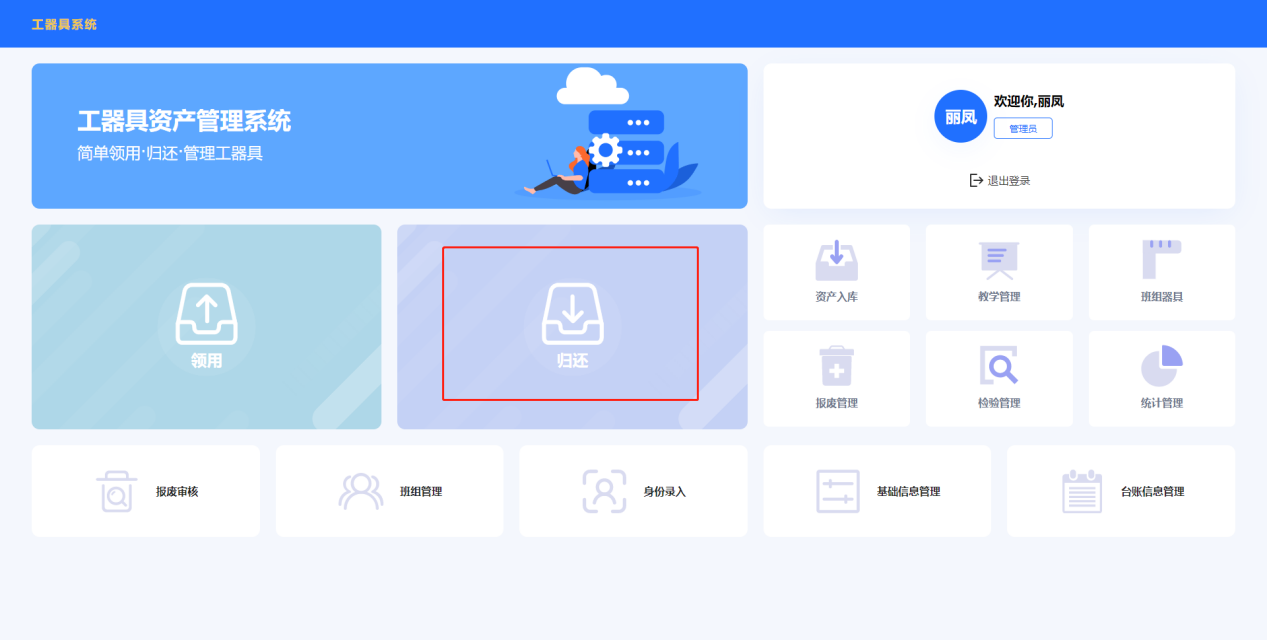 工器具系统
工器具资产管理系统
简单领用·归还·管理工器具
丽凤
欢迎你,丽凤
管理员
退出登录
领用
归还
资产入库
教学管理
班组器具
报废管理
检验管理
统计管理
报废审核
班组管理
身份录入
基础信息管理
台账信息管理